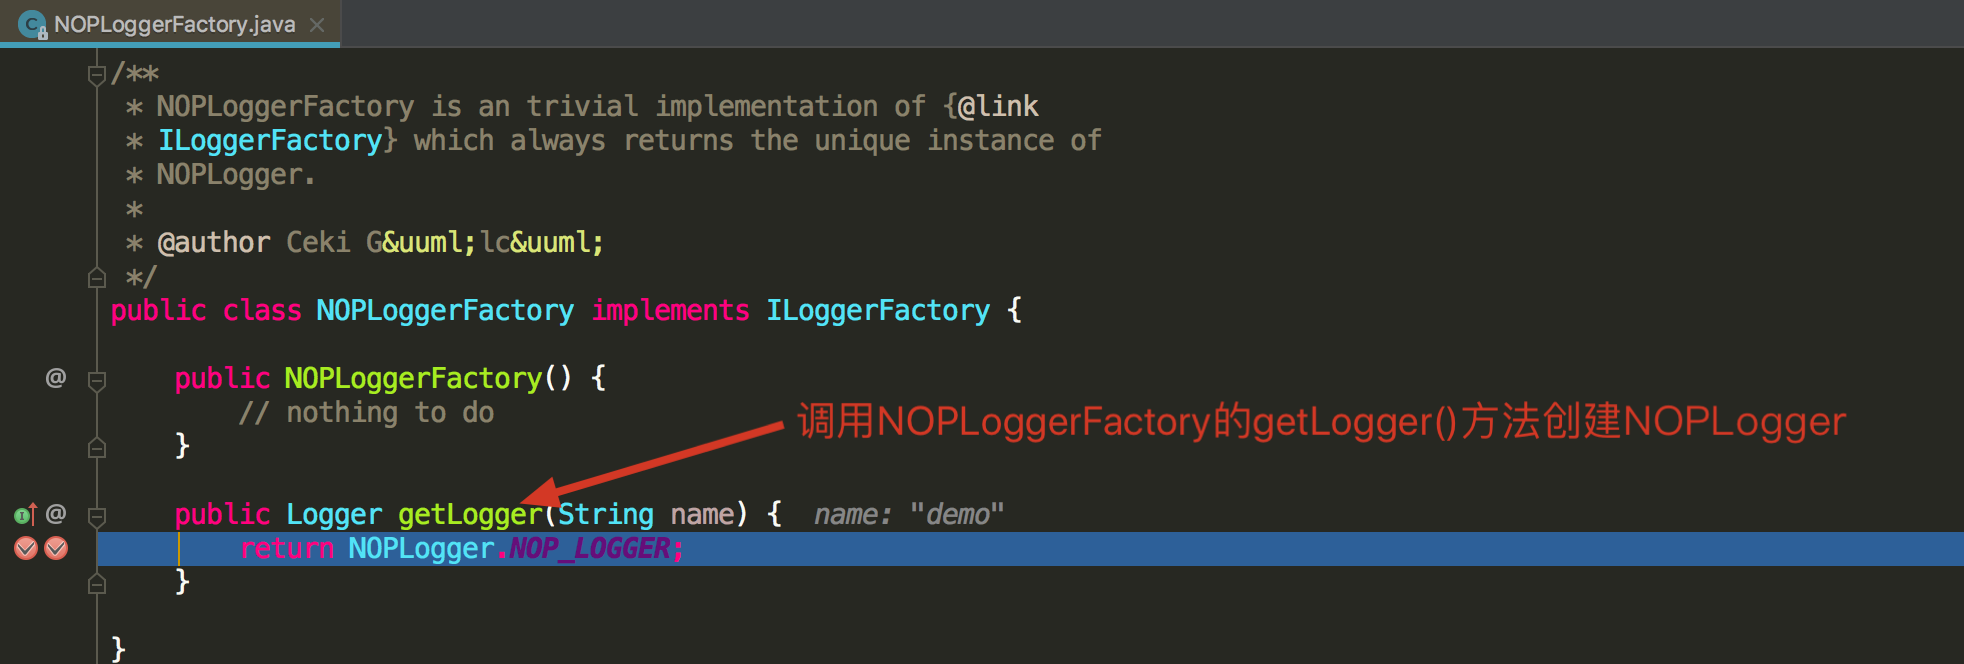 NOPLoggerFactory.java
/**
* NOPLoggerFactory is an trivial implementation of {@link
* ILoggerFactory} which always returns the unique instance of
* NOPLogger.
*
* @author Ceki G&uuml;lc&uuml;
*/
public class NOPLoggerFactory implements ILoggerFactory {
public NOPLoggerFactory() {
// nothing to do
调用NOPLoggerFactory的getLogger()方法创建NOPLogger
}
public Logger getLogger(String name) { name: "demo"
return NOPLogger.NOP_LOGGER;
}
}